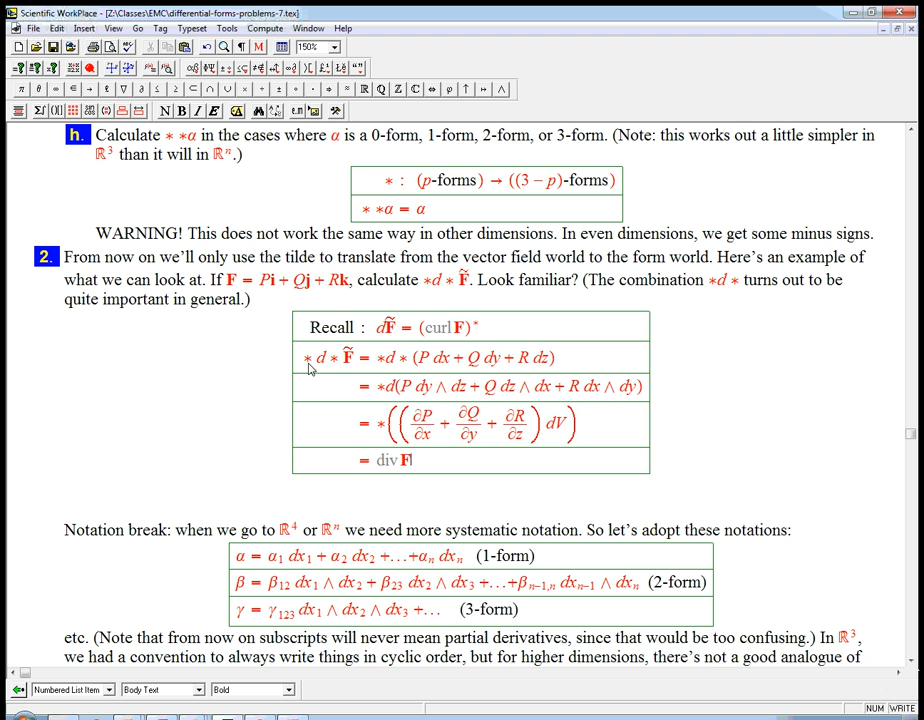 Scientific WorkPlace - [Z:\Classes\EMC\differential-forms-problems-7.tex]
File Edit Insert View Go Tag Typeset Tools Compute Window Help
150%
N B I E
h. Calculate ∗ ∗α in the cases where α is a 0-form, 1-form, 2-form, or 3-form. (Note: this works out a little simpler in
ℝ³ than it will in ℝⁿ.)
∗ : (p-forms) → ((3 − p)-forms)
∗ ∗α = α
WARNING! This does not work the same way in other dimensions. In even dimensions, we get some minus signs.
2. From now on we'll only use the tilde to translate from the vector field world to the form world. Here's an example of
what we can look at. If F = Pi + Qj + Rk, calculate ∗d ∗ F̃. Look familiar? (The combination ∗d ∗ turns out to be
quite important in general.)
Recall : dF̃ = (curl F)*
∗ d ∗ F̃ = ∗d ∗ (P dx + Q dy + R dz)
= ∗d(P dy ∧ dz + Q dz ∧ dx + R dx ∧ dy)
= ∗((∂P/∂x + ∂Q/∂y + ∂R/∂z) dV)
= div F
Notation break: when we go to ℝ⁴ or ℝⁿ we need more systematic notation. So let's adopt these notations:
α = α₁ dx₁ + α₂ dx₂ +…+αₙ dxₙ (1-form)
β = β₁₂ dx₁ ∧ dx₂ + β₂₃ dx₂ ∧ dx₃ +…+βₙ₋₁,ₙ dxₙ₋₁ ∧ dxₙ (2-form)
γ = γ₁₂₃ dx₁ ∧ dx₂ ∧ dx₃ +… (3-form)
etc. (Note that from now on subscripts will never mean partial derivatives, since that would be too confusing.) In ℝ³,
we had a convention to always write things in cyclic order, but for higher dimensions, there's not a good analogue of
Numbered List Item Body Text Bold
NUM WRITE